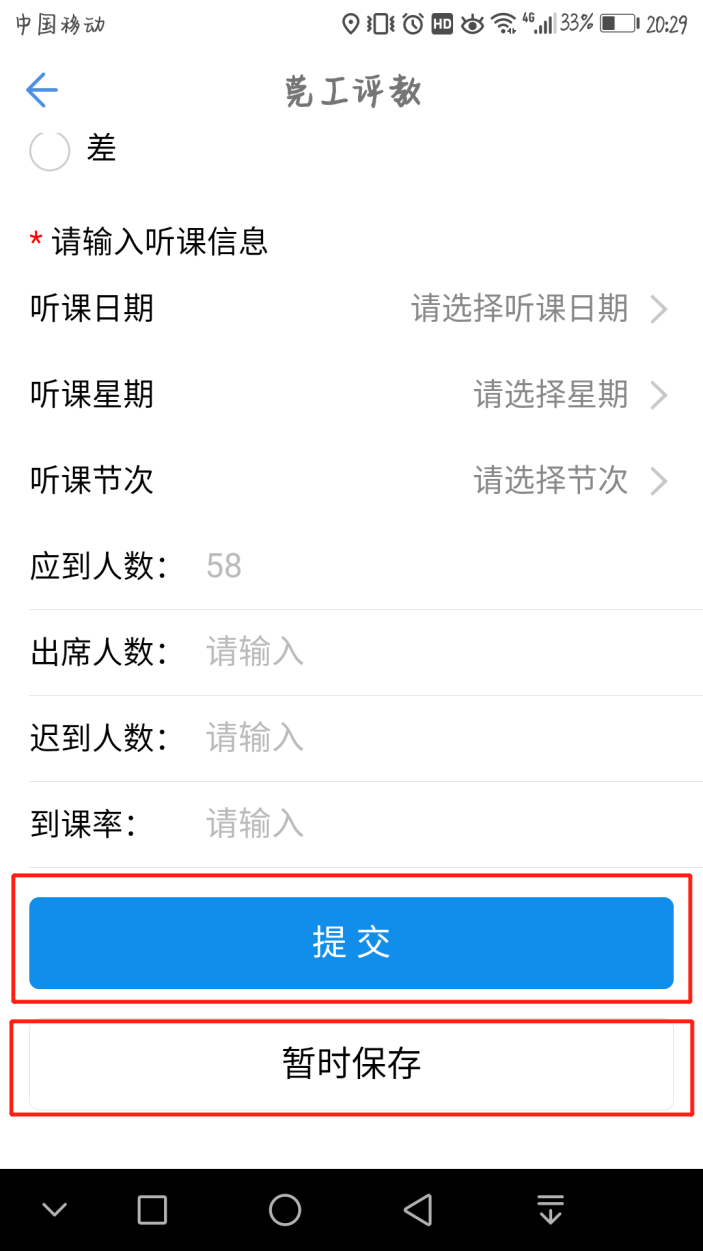 中国移动 HD 4G 33% 20:29
莞工评教
差
* 请输入听课信息
听课日期 请选择听课日期
听课星期 请选择星期
听课节次 请选择节次
应到人数： 58
出席人数： 请输入
迟到人数： 请输入
到课率： 请输入
提 交
暂时保存